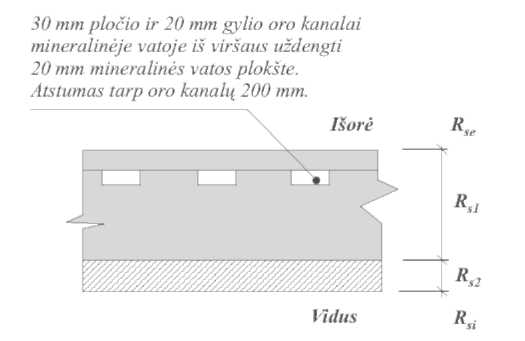 30 mm pločio ir 20 mm gylio oro kanalai
mineralinėje vatoje iš viršaus uždengti
20 mm mineralinės vatos plokšte.
Atstumas tarp oro kanalų 200 mm.
Išorė
Rse
Rs1
Rs2
Vidus
Rsi